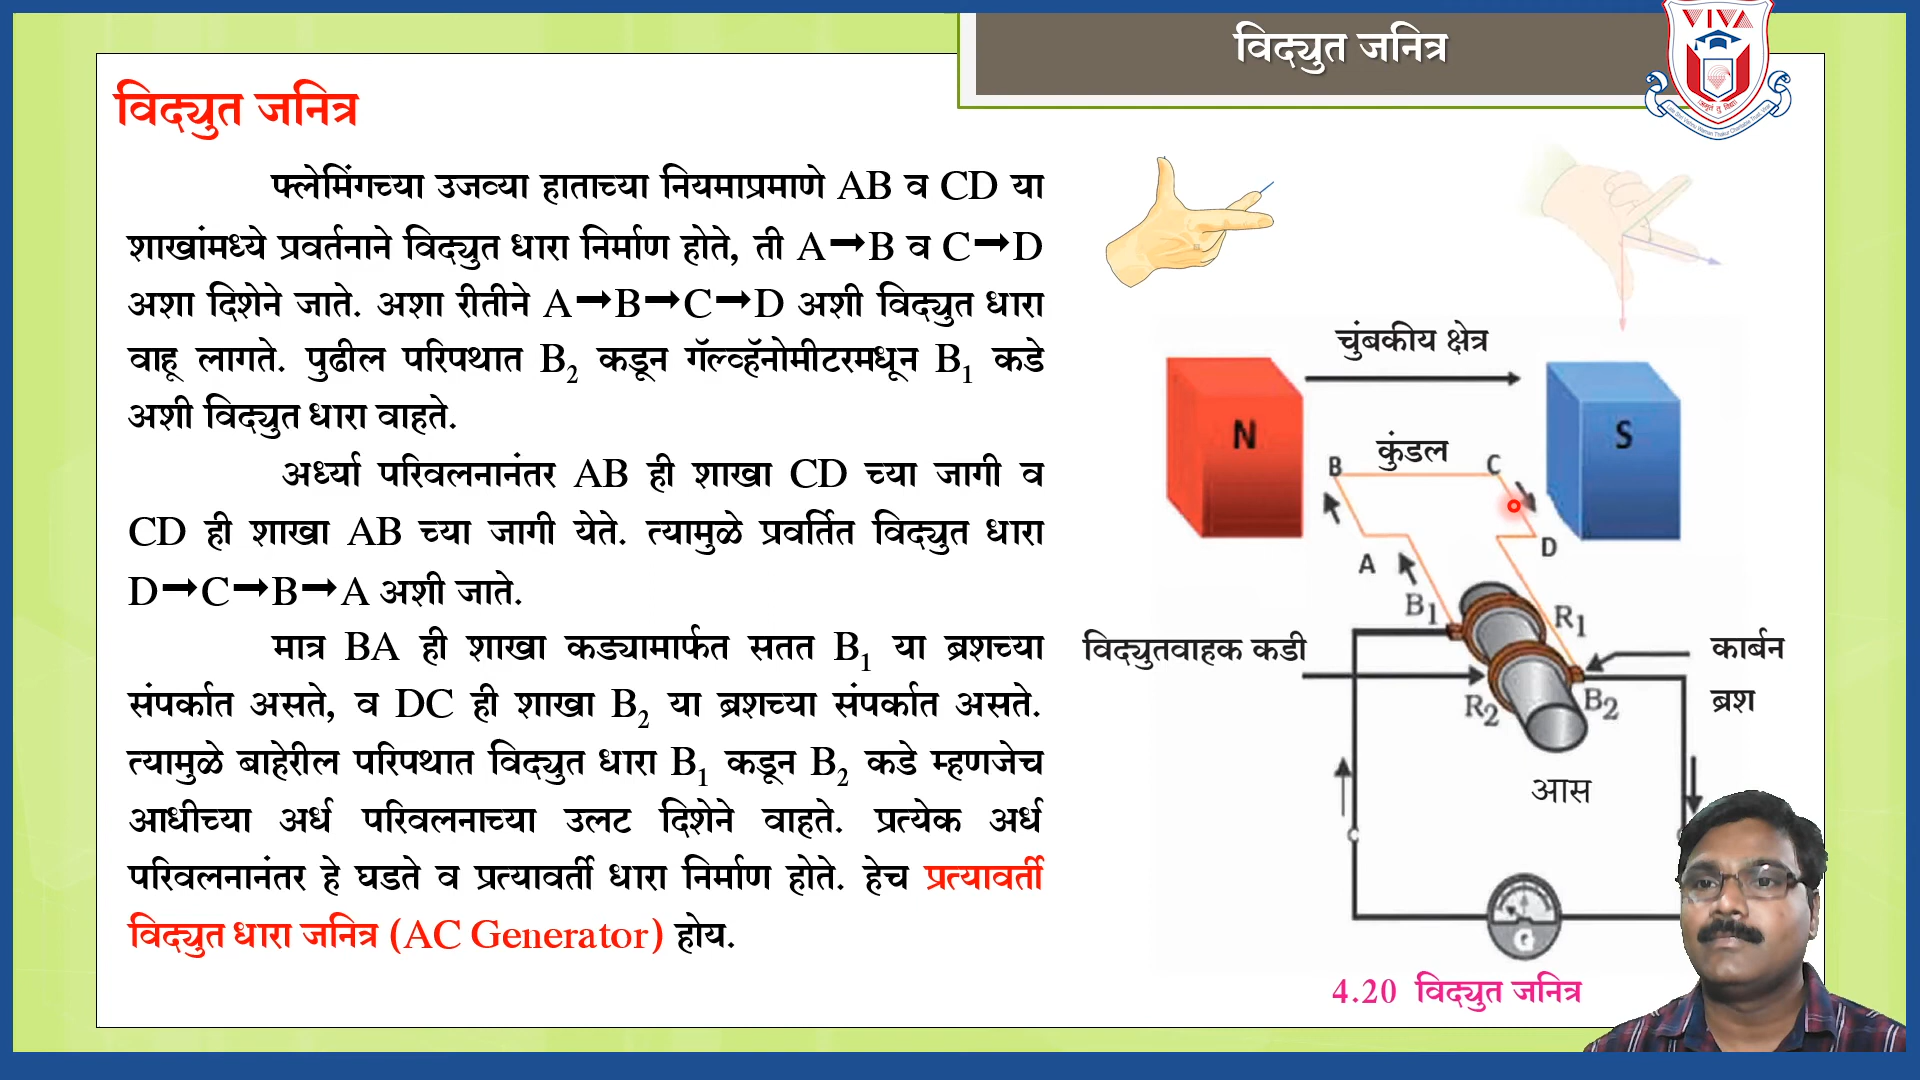 विद्युत जनित्र
VIVA
विद्युत जनित्र
फ्लेमिंगच्या उजव्या हाताच्या नियमाप्रमाणे AB व CD या
शाखांमध्ये प्रवर्तनाने विद्युत धारा निर्माण होते, ती A➞B व C➞D
अशा दिशेने जाते. अशा रीतीने A➞B➞C➞D अशी विद्युत धारा
वाहू लागते. पुढील परिपथात B₂ कडून गॅल्व्हॅनोमीटरमधून B₁ कडे
अशी विद्युत धारा वाहते.
अर्ध्या परिवलनानंतर AB ही शाखा CD च्या जागी व
CD ही शाखा AB च्या जागी येते. त्यामुळे प्रवर्तित विद्युत धारा
D➞C➞B➞A अशी जाते.
मात्र BA ही शाखा कड्यामार्फत सतत B₁ या ब्रशच्या
संपर्कात असते, व DC ही शाखा B₂ या ब्रशच्या संपर्कात असते.
त्यामुळे बाहेरील परिपथात विद्युत धारा B₁ कडून B₂ कडे म्हणजेच
आधीच्या अर्ध परिवलनाच्या उलट दिशेने वाहते. प्रत्येक अर्ध
परिवलनानंतर हे घडते व प्रत्यावर्ती धारा निर्माण होते. हेच प्रत्यावर्ती
विद्युत धारा जनित्र (AC Generator) होय.
चुंबकीय क्षेत्र
N
S
कुंडल
B
C
A
D
B₁
R₁
विद्युतवाहक कडी
कार्बन
ब्रश
R₂
B₂
आस
G
4.20 विद्युत जनित्र